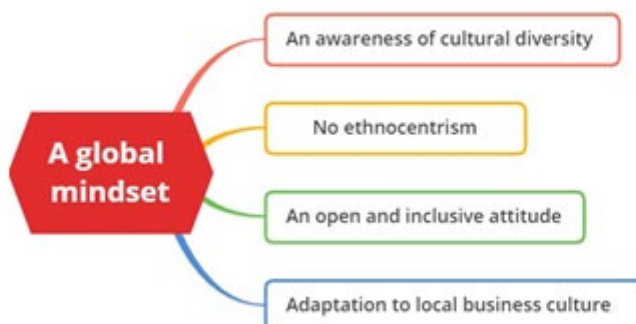 A global
mindset
An awareness of cultural diversity
No ethnocentrism
An open and inclusive attitude
Adaptation to local business culture